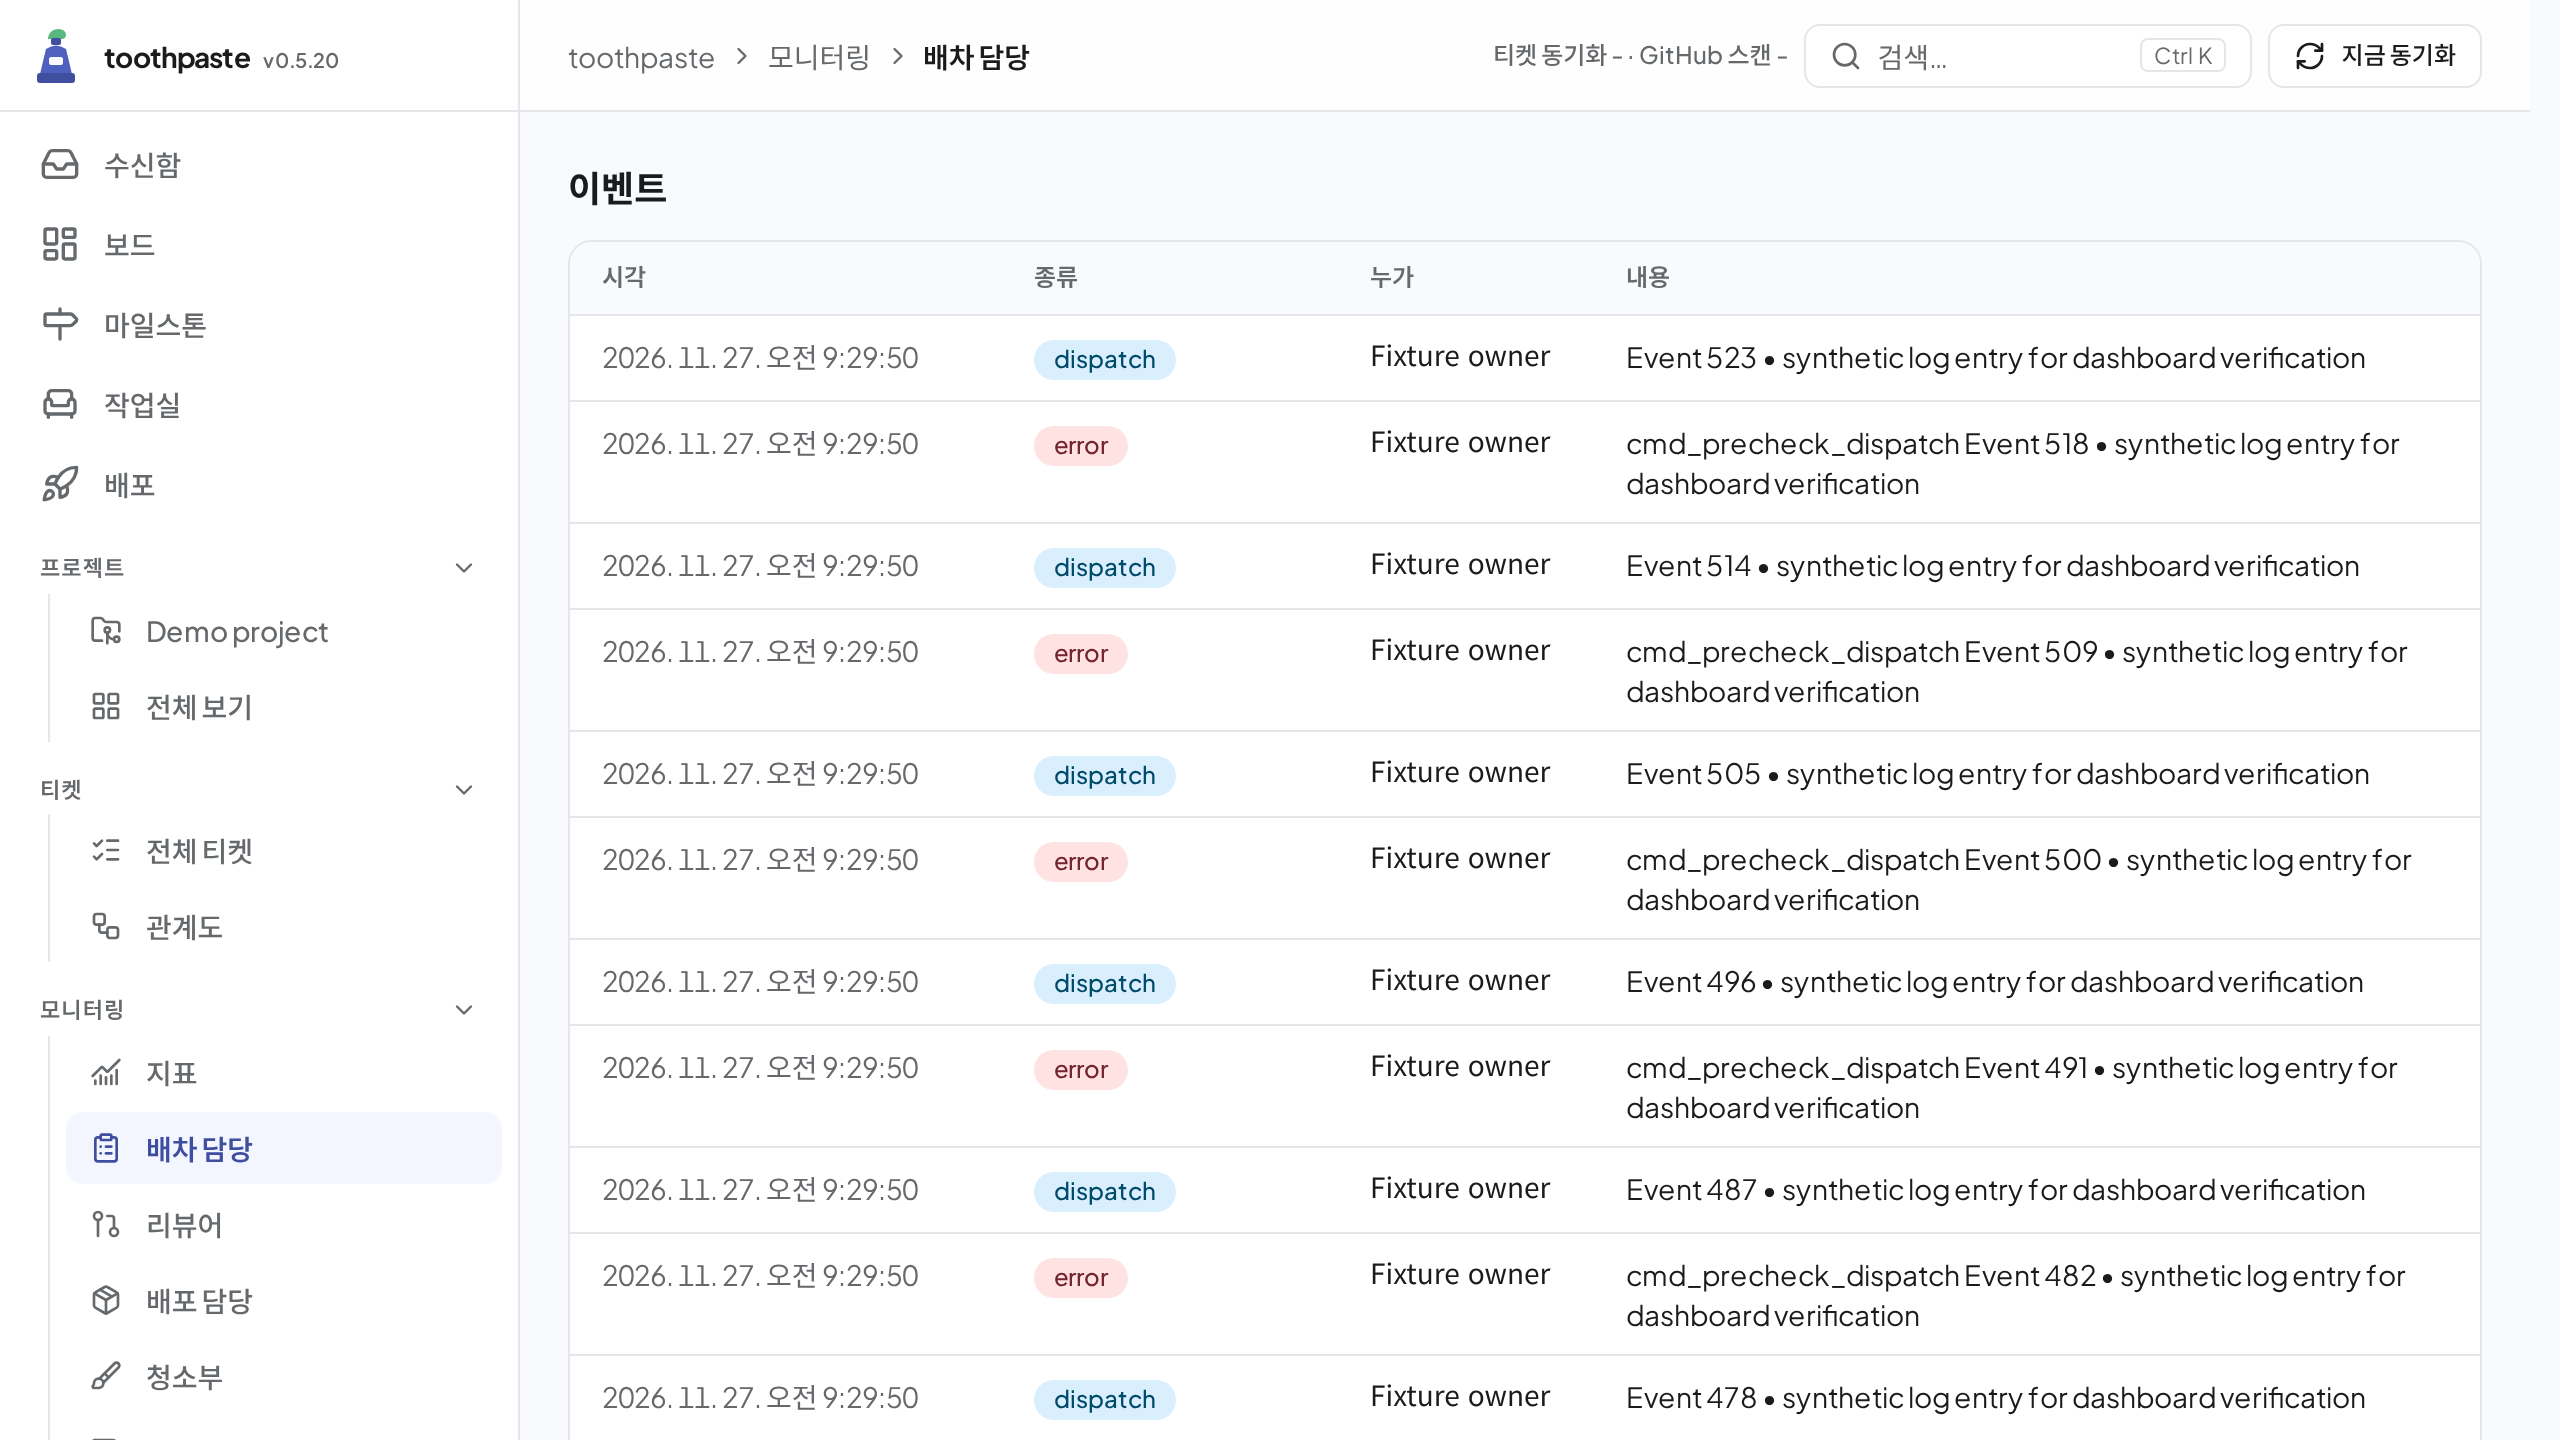 toothpaste v0.5.20
toothpaste > 모니터링 > 배차 담당
티켓 동기화 - · GitHub 스캔 -
검색...
Ctrl K
지금 동기화
수신함
보드
마일스톤
작업실
배포
프로젝트
Demo project
전체 보기
티켓
전체 티켓
관계도
모니터링
지표
배차 담당
리뷰어
배포 담당
청소부
이벤트
시각 종류 누가 내용
2026. 11. 27. 오전 9:29:50 dispatch Fixture owner Event 523 • synthetic log entry for dashboard verification
2026. 11. 27. 오전 9:29:50 error Fixture owner cmd_precheck_dispatch Event 518 • synthetic log entry for
dashboard verification
2026. 11. 27. 오전 9:29:50 dispatch Fixture owner Event 514 • synthetic log entry for dashboard verification
2026. 11. 27. 오전 9:29:50 error Fixture owner cmd_precheck_dispatch Event 509 • synthetic log entry for
dashboard verification
2026. 11. 27. 오전 9:29:50 dispatch Fixture owner Event 505 • synthetic log entry for dashboard verification
2026. 11. 27. 오전 9:29:50 error Fixture owner cmd_precheck_dispatch Event 500 • synthetic log entry for
dashboard verification
2026. 11. 27. 오전 9:29:50 dispatch Fixture owner Event 496 • synthetic log entry for dashboard verification
2026. 11. 27. 오전 9:29:50 error Fixture owner cmd_precheck_dispatch Event 491 • synthetic log entry for
dashboard verification
2026. 11. 27. 오전 9:29:50 dispatch Fixture owner Event 487 • synthetic log entry for dashboard verification
2026. 11. 27. 오전 9:29:50 error Fixture owner cmd_precheck_dispatch Event 482 • synthetic log entry for
dashboard verification
2026. 11. 27. 오전 9:29:50 dispatch Fixture owner Event 478 • synthetic log entry for dashboard verification